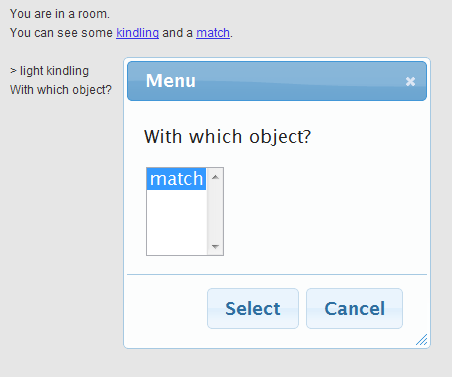 You are in a room.
You can see some kindling and a match.
> light kindling
With which object?
Menu
With which object?
match
Select
Cancel